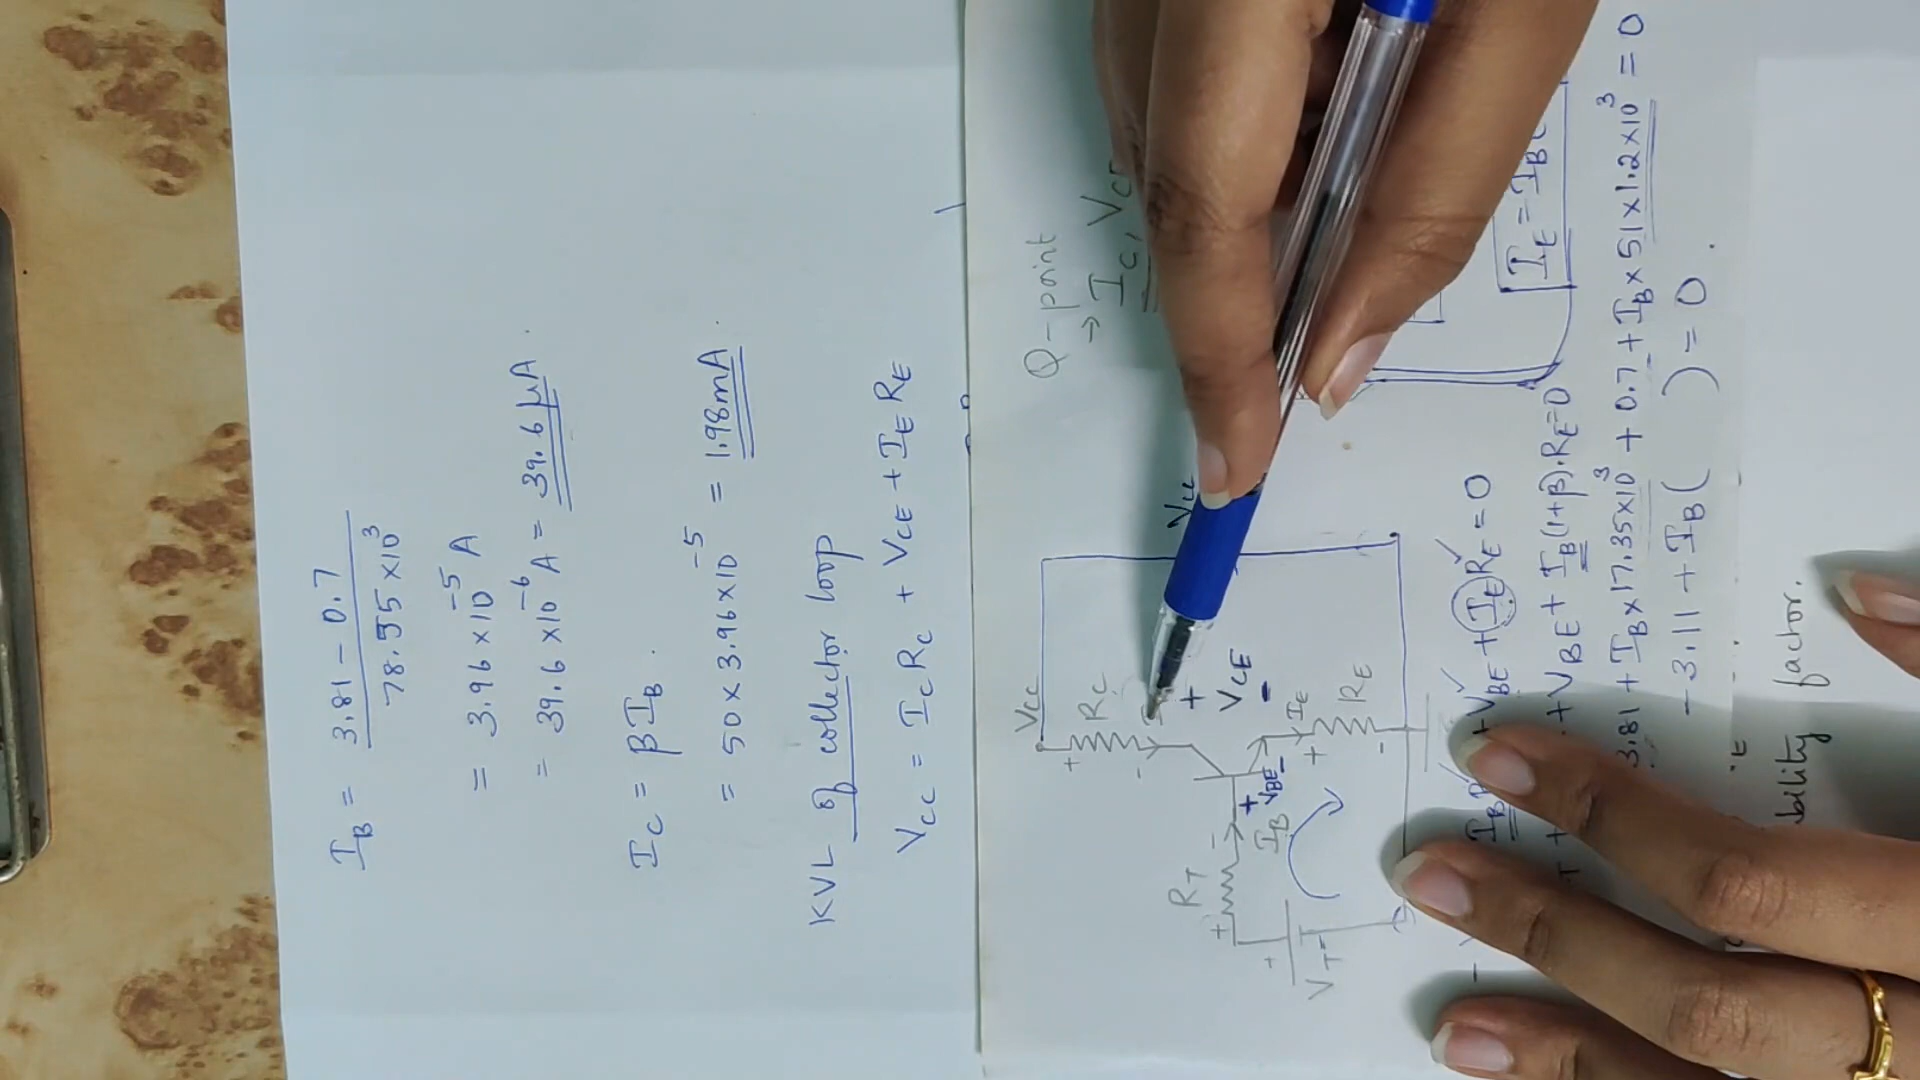 I_B = 3.81 - 0.7 / 78.55 x 10^3
= 3.96 x 10^-5 A
= 39.6 x 10^-6 A = 39.6 μA.
I_C = β I_B.
= 50 x 3.96 x 10^-5 = 1.98mA.
KVL of collector loop
V_CC = I_C R_C + V_CE + I_E R_E
Q-point
→ I_C, V_C
V_CC
+ R_C -
+ V_CE -
+ V_BE -
I_B
+ R_T -
+ V_T
I_E
+ R_E -
I_E = I_B
+ V_BE + I_E R_E = 0
+ V_BE + I_B (1+β). R_E = 0
3.81 + I_B x 17.35 x 10^3 + 0.7 + I_B x 51 x 1.2 x 10^3 = 0
- 3.11 + I_B ( ) = 0.
bility factor.